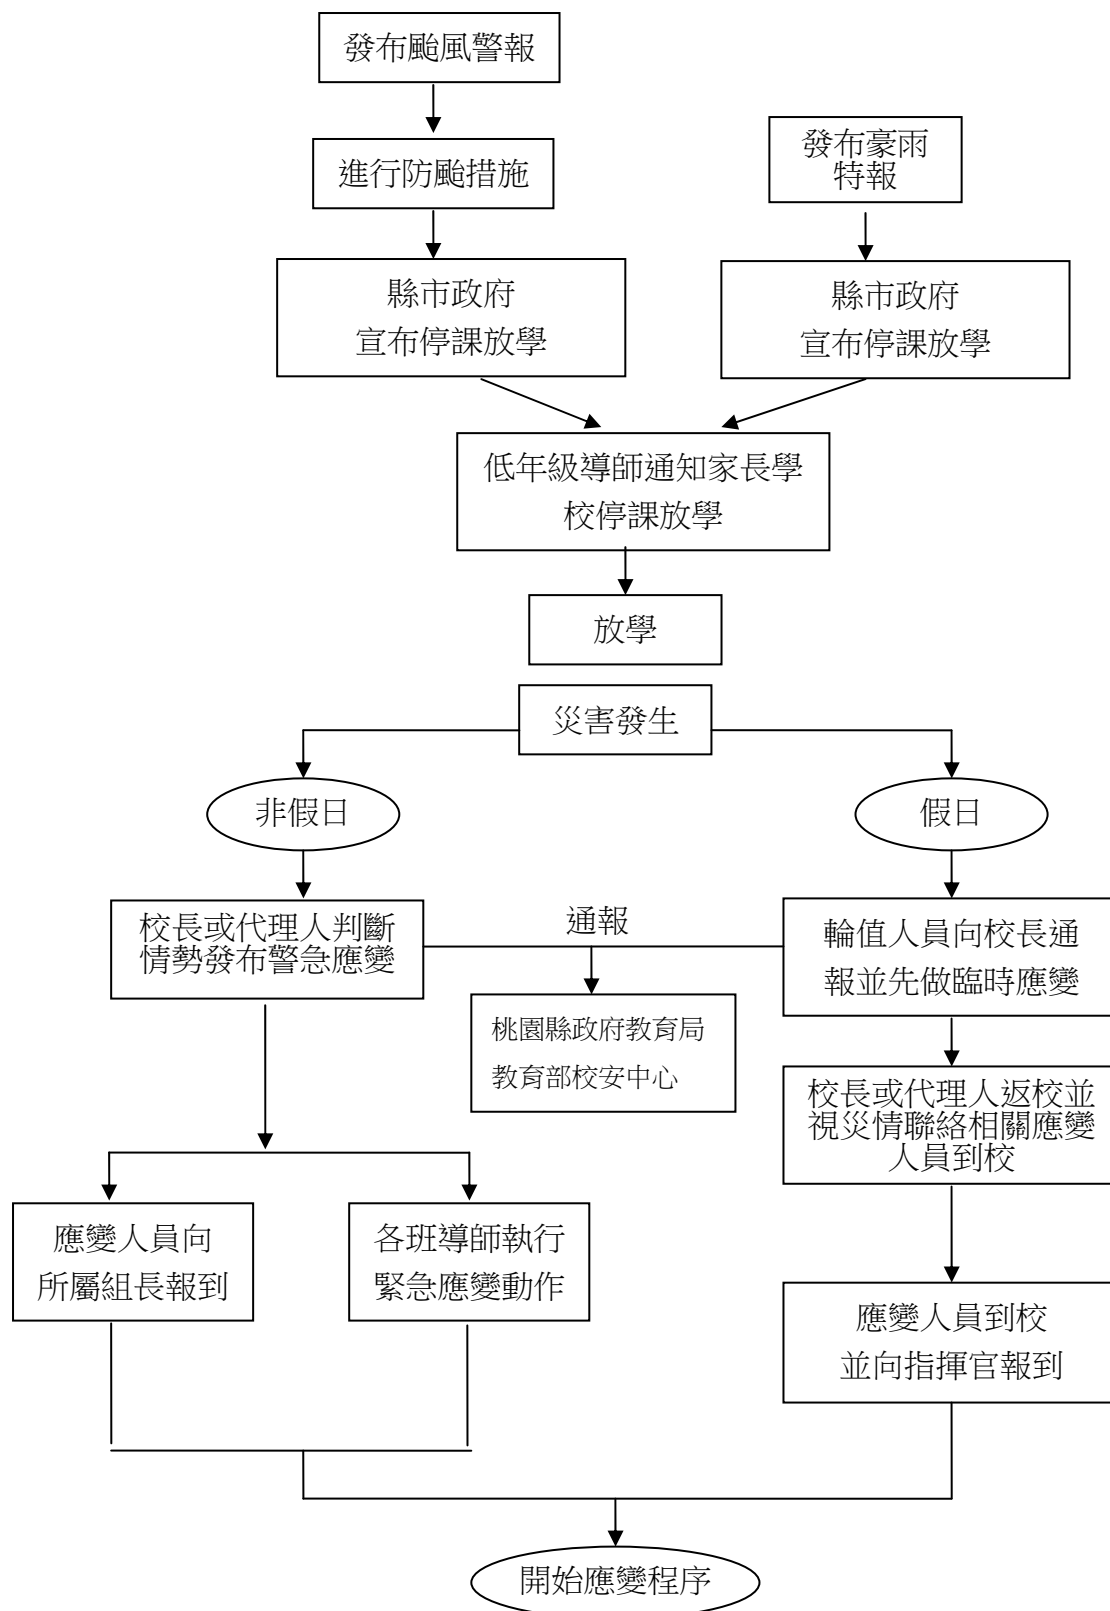 發布颱風警報
進行防颱措施
發布豪雨
特報
縣市政府
宣布停課放學
縣市政府
宣布停課放學
低年級導師通知家長學
校停課放學
放學
災害發生
非假日
假日
校長或代理人判斷
情勢發布警急應變
通報
輪值人員向校長通
報並先做臨時應變
桃園縣政府教育局
教育部校安中心
校長或代理人返校並
視災情聯絡相關應變
人員到校
應變人員向
所屬組長報到
各班導師執行
緊急應變動作
應變人員到校
並向指揮官報到
開始應變程序